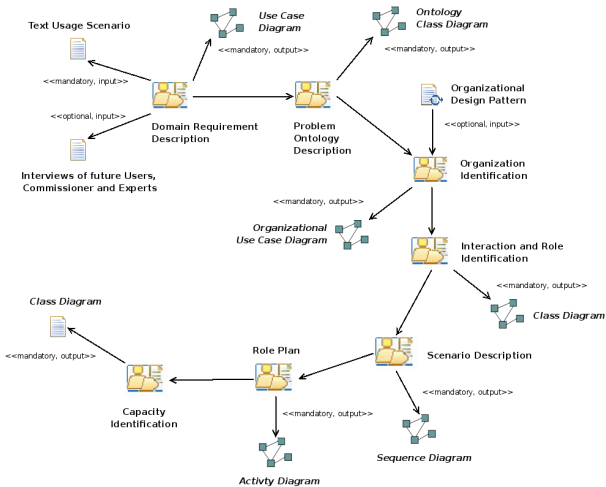 Text Usage Scenario
Use Case
Diagram
Ontology
Class Diagram
<<mandatory, output>>
<<mandatory, output>>
<<mandatory, input>>
Organizational
Design Pattern
<<optional, input>>
<<optional, input>>
Domain Requirement
Description
Problem
Ontology
Description
Interviews of future Users,
Commissioner and Experts
Organization
Identification
<<mandatory, output>>
Organizational
Use Case Diagram
Interaction and Role
Identification
<<mandatory, output>>
Class Diagram
Class Diagram
<<mandatory, output>>
Role Plan
Scenario Description
<<mandatory, output>>
Capacity
Identification
<<mandatory, output>>
Sequence Diagram
Activty Diagram